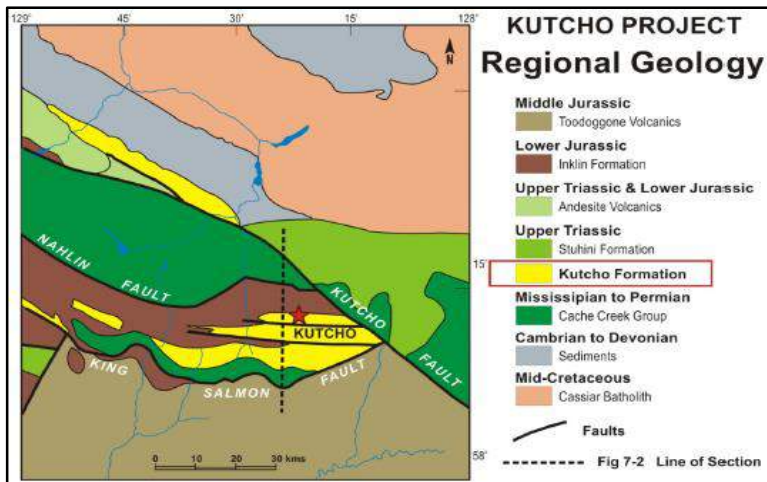 129°
45'
30'
15'
128°
N
NAHLIN
FAULT
KUTCHO
FAULT
KUTCHO
KING
SALMON
FAULT
15'
58°
0 10 20 30 kms
KUTCHO PROJECT
Regional Geology
Middle Jurassic
Toodoggone Volcanics
Lower Jurassic
Inklin Formation
Upper Triassic & Lower Jurassic
Andesite Volcanics
Upper Triassic
Stuhini Formation
Kutcho Formation
Mississipian to Permian
Cache Creek Group
Cambrian to Devonian
Sediments
Mid-Cretaceous
Cassiar Batholith
Faults
Fig 7-2 Line of Section